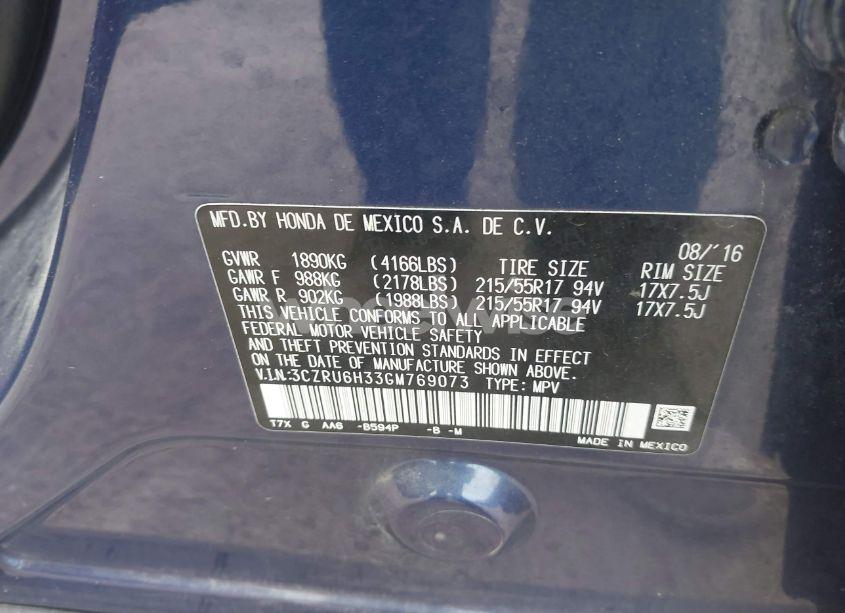 MFD.BY HONDA DE MEXICO S.A. DE C.V.
08/'16
GVWR 1890KG (4166LBS) TIRE SIZE RIM SIZE
GAWR F 988KG (2178LBS) 215/55R17 94V 17X7.5J
GAWR R 902KG (1988LBS) 215/55R17 94V 17X7.5J
THIS VEHICLE CONFORMS TO ALL APPLICABLE
FEDERAL MOTOR VEHICLE SAFETY
AND THEFT PREVENTION STANDARDS IN EFFECT
ON THE DATE OF MANUFACTURE SHOWN ABOVE.
V.I.N.:3CZRU6H33GM769073 TYPE: MPV
T7X G AA6 -B594P -B -M
MADE IN MEXICO